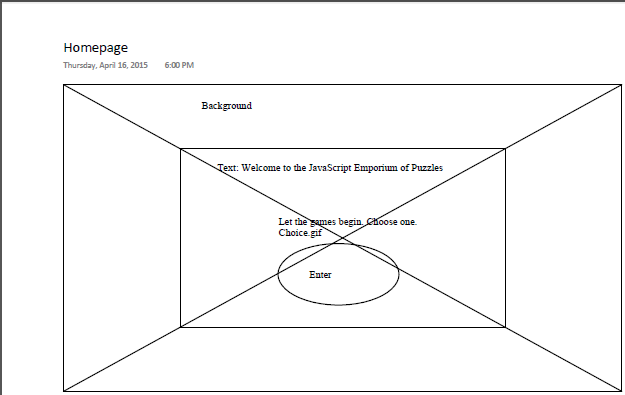 Homepage
Thursday, April 16, 2015 6:00 PM
Background
Text: Welcome to the JavaScript Emporium of Puzzles
Let the games begin. Choose one.
Choice.gif
Enter